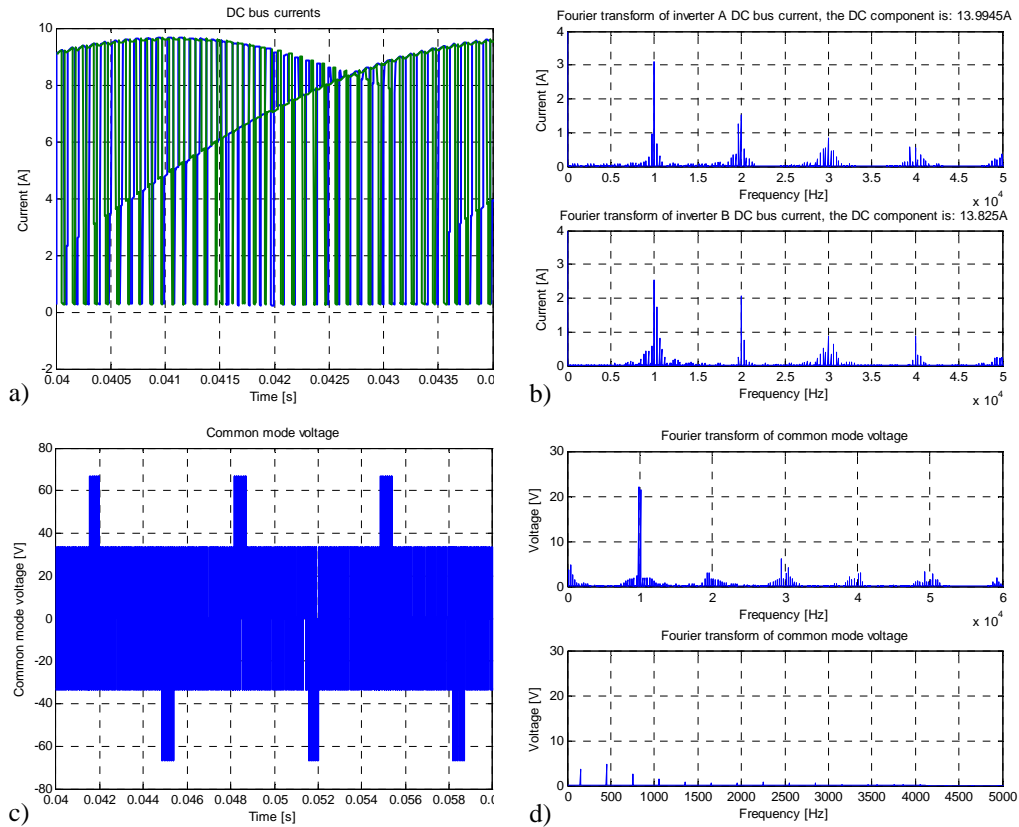 DC bus currents
10
8
6
4
2
0
-2
Current [A]
0.04 0.0405 0.041 0.0415 0.042 0.0425 0.043 0.0435 0.0
Time [s]
a)
Fourier transform of inverter A DC bus current, the DC component is: 13.9945A
4
3
2
1
0
Current [A]
0 0.5 1 1.5 2 2.5 3 3.5 4 4.5 5
Frequency [Hz]
x 10^4
Fourier transform of inverter B DC bus current, the DC component is: 13.825A
4
3
2
1
0
Current [A]
0 0.5 1 1.5 2 2.5 3 3.5 4 4.5 5
Frequency [Hz]
x 10^4
b)
Common mode voltage
80
60
40
20
0
-20
-40
-60
-80
Common mode voltage [V]
0.04 0.042 0.044 0.046 0.048 0.05 0.052 0.054 0.056 0.058 0.0
Time [s]
c)
Fourier transform of common mode voltage
30
20
10
0
Voltage [V]
0 1 2 3 4 5 6
Frequency [Hz]
x 10^4
Fourier transform of common mode voltage
30
20
10
0
Voltage [V]
0 500 1000 1500 2000 2500 3000 3500 4000 4500 5000
Frequency [Hz]
d)